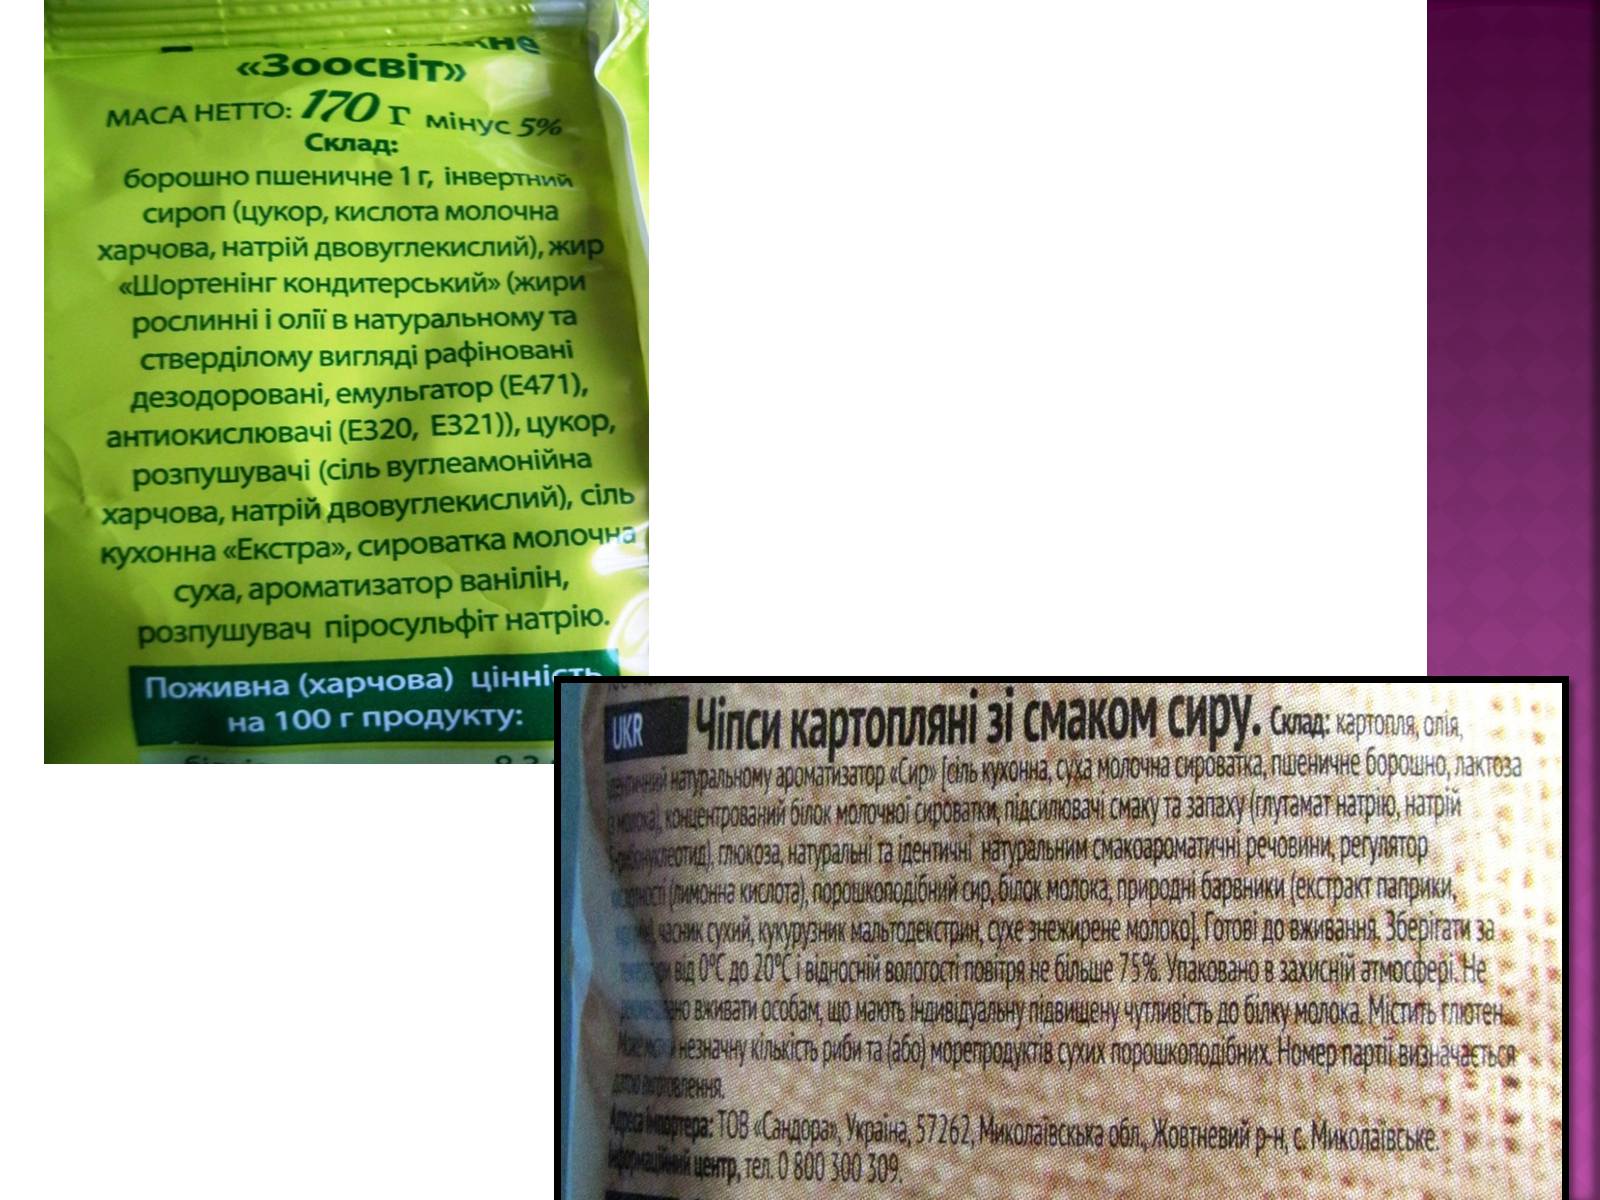 «Зоосвіт»
МАСА НЕТТО: 170 г мінус 5%
Склад:
борошно пшеничне 1 г, інвертний
сироп (цукор, кислота молочна
харчова, натрій двовуглекислий), жир
«Шортенінг кондитерський» (жири
рослинні і олії в натуральному та
стверділому вигляді рафіновані
дезодоровані, емульгатор (Е471),
антиокислювачі (Е320, Е321)), цукор,
розпушувачі (сіль вуглеамонійна
харчова, натрій двовуглекислий), сіль
кухонна «Екстра», сироватка молочна
суха, ароматизатор ванілін,
розпушувач піросульфіт натрію.
Поживна (харчова) цінність
на 100 г продукту:
UKR Чіпси картопляні зі смаком сиру. Склад: картопля, олія,
натуральному ароматизатор «Сир» [сіль кухонна, суха молочна сироватка, пшеничне борошно, лактоза
з молока), концентрований білок молочної сироватки, підсилювачі смаку та запаху (глутамат натрію, натрій
5-рибонуклеотид), глюкоза, натуральні та ідентичні натуральним смакоароматичні речовини, регулятор
(лимонна кислота), порошкоподібний сир, білок молока, природні барвники (екстракт паприки,
часник сухий, кукурузник мальтодекстрин, сухе знежирене молоко]. Готові до вживання. Зберігати за
від 0°С до 20°С і відносній вологості повітря не більше 75%. Упаковано в захисній атмосфері. Не
вживати особам, що мають індивідуальну підвищену чутливість до білку молока. Містить глютен.
незначну кількість риби та (або) морепродуктів сухих порошкоподібних. Номер партії визначається
датою виготовлення.
Адреса імпортера: ТОВ «Сандора», Україна, 57262, Миколаївскька обл., Жовтневий р-н, с. Миколаївське.
Інформаційний центр, тел. 0 800 300 309.